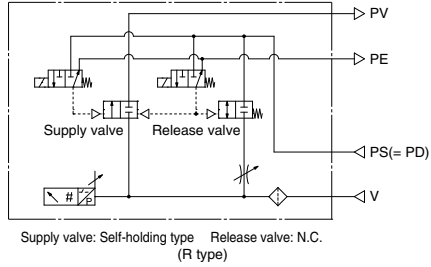 PV
PE
Supply valve
Release valve
PS(= PD)
# P
V
Supply valve: Self-holding type Release valve: N.C.
(R type)